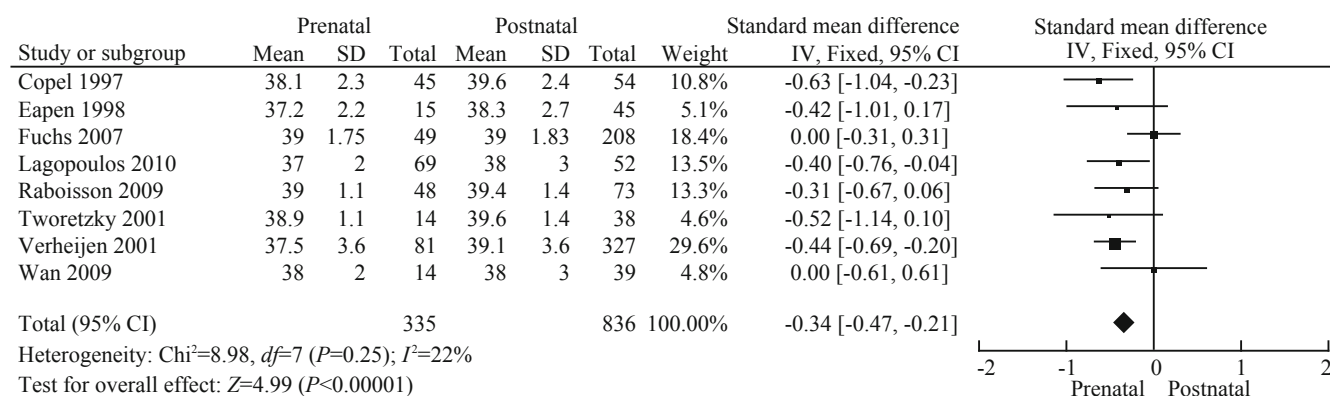 Prenatal Postnatal Standard mean difference Standard mean difference
Study or subgroup Mean SD Total Mean SD Total Weight IV, Fixed, 95% CI IV, Fixed, 95% CI
Copel 1997 38.1 2.3 45 39.6 2.4 54 10.8% -0.63 [-1.04, -0.23]
Eapen 1998 37.2 2.2 15 38.3 2.7 45 5.1% -0.42 [-1.01, 0.17]
Fuchs 2007 39 1.75 49 39 1.83 208 18.4% 0.00 [-0.31, 0.31]
Lagopoulos 2010 37 2 69 38 3 52 13.5% -0.40 [-0.76, -0.04]
Raboisson 2009 39 1.1 48 39.4 1.4 73 13.3% -0.31 [-0.67, 0.06]
Tworetzky 2001 38.9 1.1 14 39.6 1.4 38 4.6% -0.52 [-1.14, 0.10]
Verheijen 2001 37.5 3.6 81 39.1 3.6 327 29.6% -0.44 [-0.69, -0.20]
Wan 2009 38 2 14 38 3 39 4.8% 0.00 [-0.61, 0.61]
Total (95% CI) 335 836 100.00% -0.34 [-0.47, -0.21]
Heterogeneity: Chi²=8.98, df=7 (P=0.25); I²=22%
Test for overall effect: Z=4.99 (P<0.00001)
-2 -1 0 1 2
Prenatal Postnatal